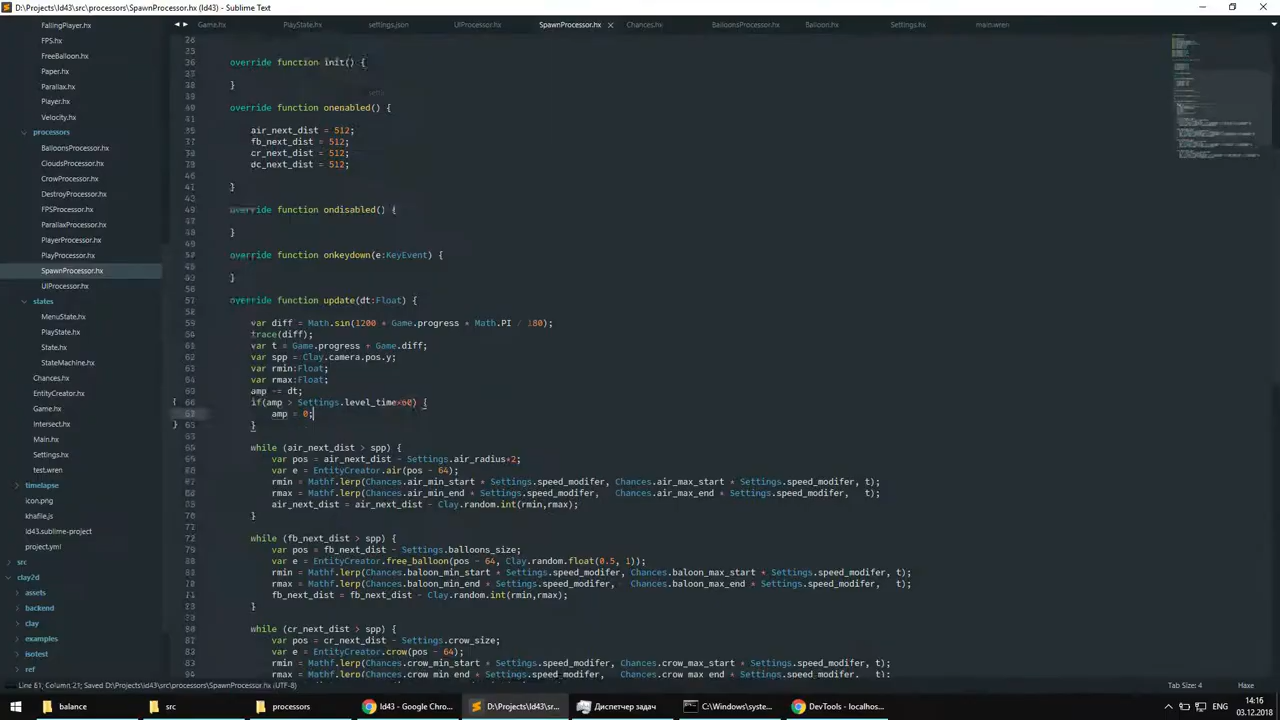 D:\Projects\ld43\src\processors\SpawnProcessor.hx (ld43) - Sublime Text
Game.hx PlayState.hx settings.json UIProcessor.hx SpawnProcessor.hx Chances.hx BalloonsProcessor.hx Balloon.hx Settings.hx main.wren
FallingPlayer.hx
FPS.hx
FreeBalloon.hx
Paper.hx
Parallax.hx
Player.hx
Velocity.hx
processors
BalloonsProcessor.hx
CloudsProcessor.hx
CrowProcessor.hx
DestroyProcessor.hx
FPSProcessor.hx
ParallaxProcessor.hx
PlayerProcessor.hx
PlayProcessor.hx
SpawnProcessor.hx
UIProcessor.hx
states
MenuState.hx
PlayState.hx
State.hx
StateMachine.hx
Chances.hx
EntityCreator.hx
Game.hx
Intersect.hx
Main.hx
Settings.hx
test.wren
timelapse
icon.png
khafile.js
ld43.sublime-project
project.yml
src
clay2d
assets
backend
clay
examples
isotest
ref
override function init() {
}
override function onenabled() {
air_next_dist = 512;
fb_next_dist = 512;
cr_next_dist = 512;
}
override function ondisabled() {
}
override function onkeydown(e:KeyEvent) {
}
override function update(dt:Float) {
var diff = Math.sin(1200 * Game.progress * Math.PI / 180);
trace(diff);
var t = Game.progress + Game.diff;
var spp = Clay.camera.pos.y;
var rmin:Float;
var rmax:Float;
if(amp > Settings.level_time*60) {
amp = 0;
}
while (air_next_dist > spp) {
var pos = air_next_dist - Settings.air_radius*2;
var e = EntityCreator.air(pos - 64);
rmin = Mathf.lerp(Chances.air_min_start * Settings.speed_modifer, Chances.air_max_start * Settings.speed_modifer, t);
rmax = Mathf.lerp(Chances.air_min_end * Settings.speed_modifer, Chances.air_max_end * Settings.speed_modifer, t);
air_next_dist = air_next_dist - Clay.random.int(rmin,rmax);
}
while (fb_next_dist > spp) {
var pos = fb_next_dist - Settings.balloons_size;
var e = EntityCreator.free_balloon(pos - 64, Clay.random.float(0.5, 1));
rmin = Mathf.lerp(Chances.baloon_min_start * Settings.speed_modifer, Chances.baloon_max_start * Settings.speed_modifer, t);
rmax = Mathf.lerp(Chances.baloon_min_end * Settings.speed_modifer, Chances.baloon_max_end * Settings.speed_modifer, t);
fb_next_dist = fb_next_dist - Clay.random.int(rmin,rmax);
}
while (cr_next_dist > spp) {
var pos = cr_next_dist - Settings.crow_size;
var e = EntityCreator.crow(pos - 64);
rmin = Mathf.lerp(Chances.crow_min_start * Settings.speed_modifer, Chances.crow_max_start * Settings.speed_modifer, t);
rmax = Mathf.lerp(Chances.crow_min_end * Settings.speed_modifer, Chances.crow_max_end * Settings.speed_modifer, t);
Column 21; Saved D:\Projects\ld43\src\processors\SpawnProcessor.hx (UTF-8) Tab Size: 4 Haxe
balance src processors ld43 - Google Chro... D:\Projects\ld43\sr... Диспетчер задач C:\Windows\syste... DevTools - localhos... ENG 14:16
03.12.2018